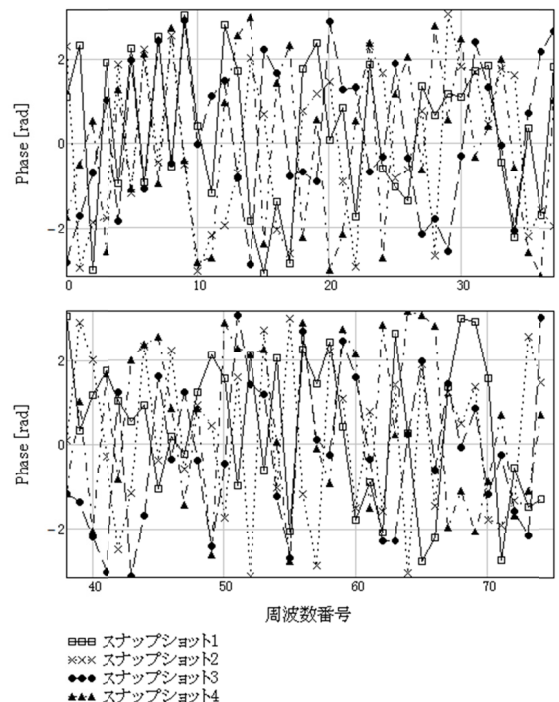 Phase [rad]
2
0
−2
0
10
20
30
Phase [rad]
2
0
−2
40
50
60
70
周波数番号
スナップショット1
スナップショット2
スナップショット3
スナップショット4